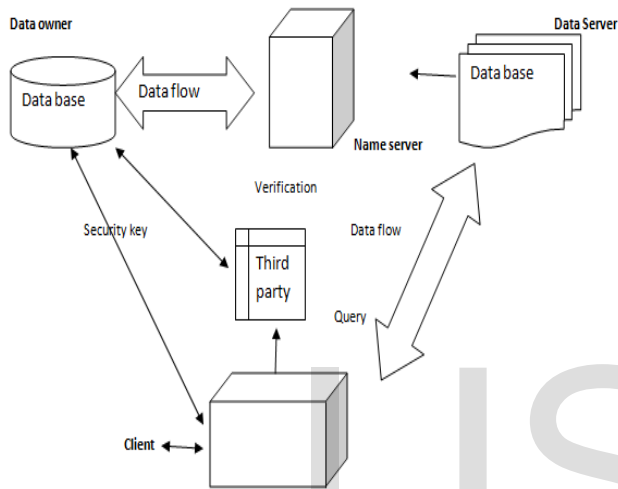 Data owner
Data Server
Data base
Data flow
Data base
Name server
Verification
Security key
Data flow
Third
party
Query
Client
IJS